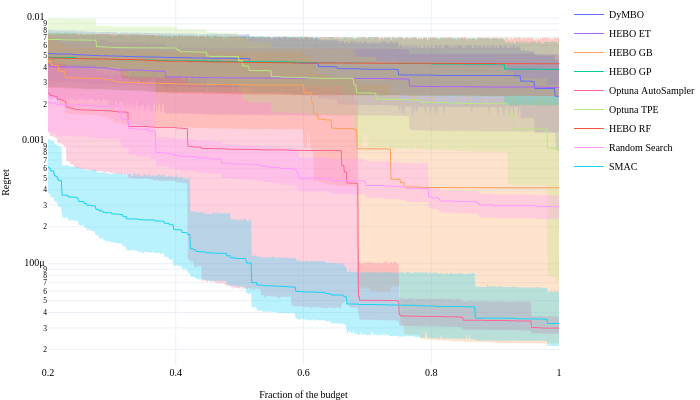 0.01
9
8
7
6
5
4
3
2
0.001
9
8
7
6
5
4
3
2
100μ
9
8
7
6
5
4
3
2
Regret
0.2
0.4
0.6
0.8
1
Fraction of the budget
DyMBO
HEBO ET
HEBO GB
HEBO GP
Optuna AutoSampler
Optuna TPE
HEBO RF
Random Search
SMAC